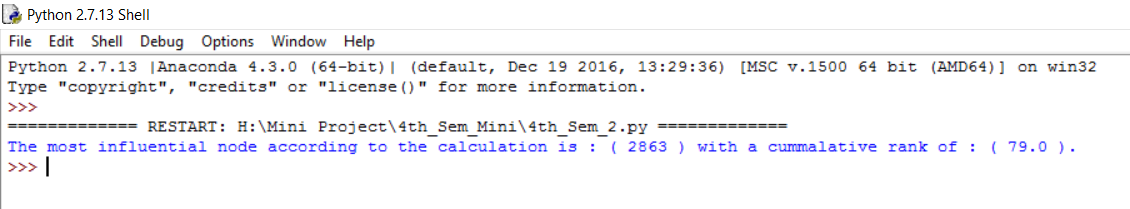 Python 2.7.13 Shell
File Edit Shell Debug Options Window Help
Python 2.7.13 |Anaconda 4.3.0 (64-bit)| (default, Dec 19 2016, 13:29:36) [MSC v.1500 64 bit (AMD64)] on win32
Type "copyright", "credits" or "license()" for more information.
>>>
============= RESTART: H:\Mini Project\4th_Sem_Mini\4th_Sem_2.py =============
The most influential node according to the calculation is : ( 2863 ) with a cummalative rank of : ( 79.0 ).
>>>